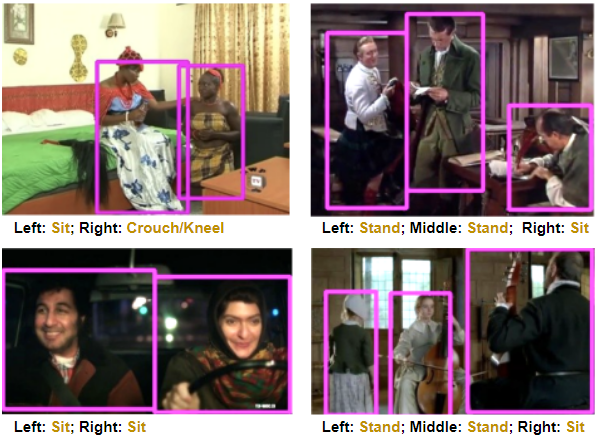 Left: Sit; Right: Crouch/Kneel
Left: Stand; Middle: Stand; Right: Sit
Left: Sit; Right: Sit
Left: Stand; Middle: Stand; Right: Sit